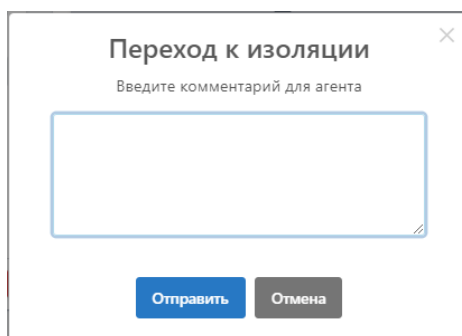 Переход к изоляции
Введите комментарий для агента
Отправить Отмена